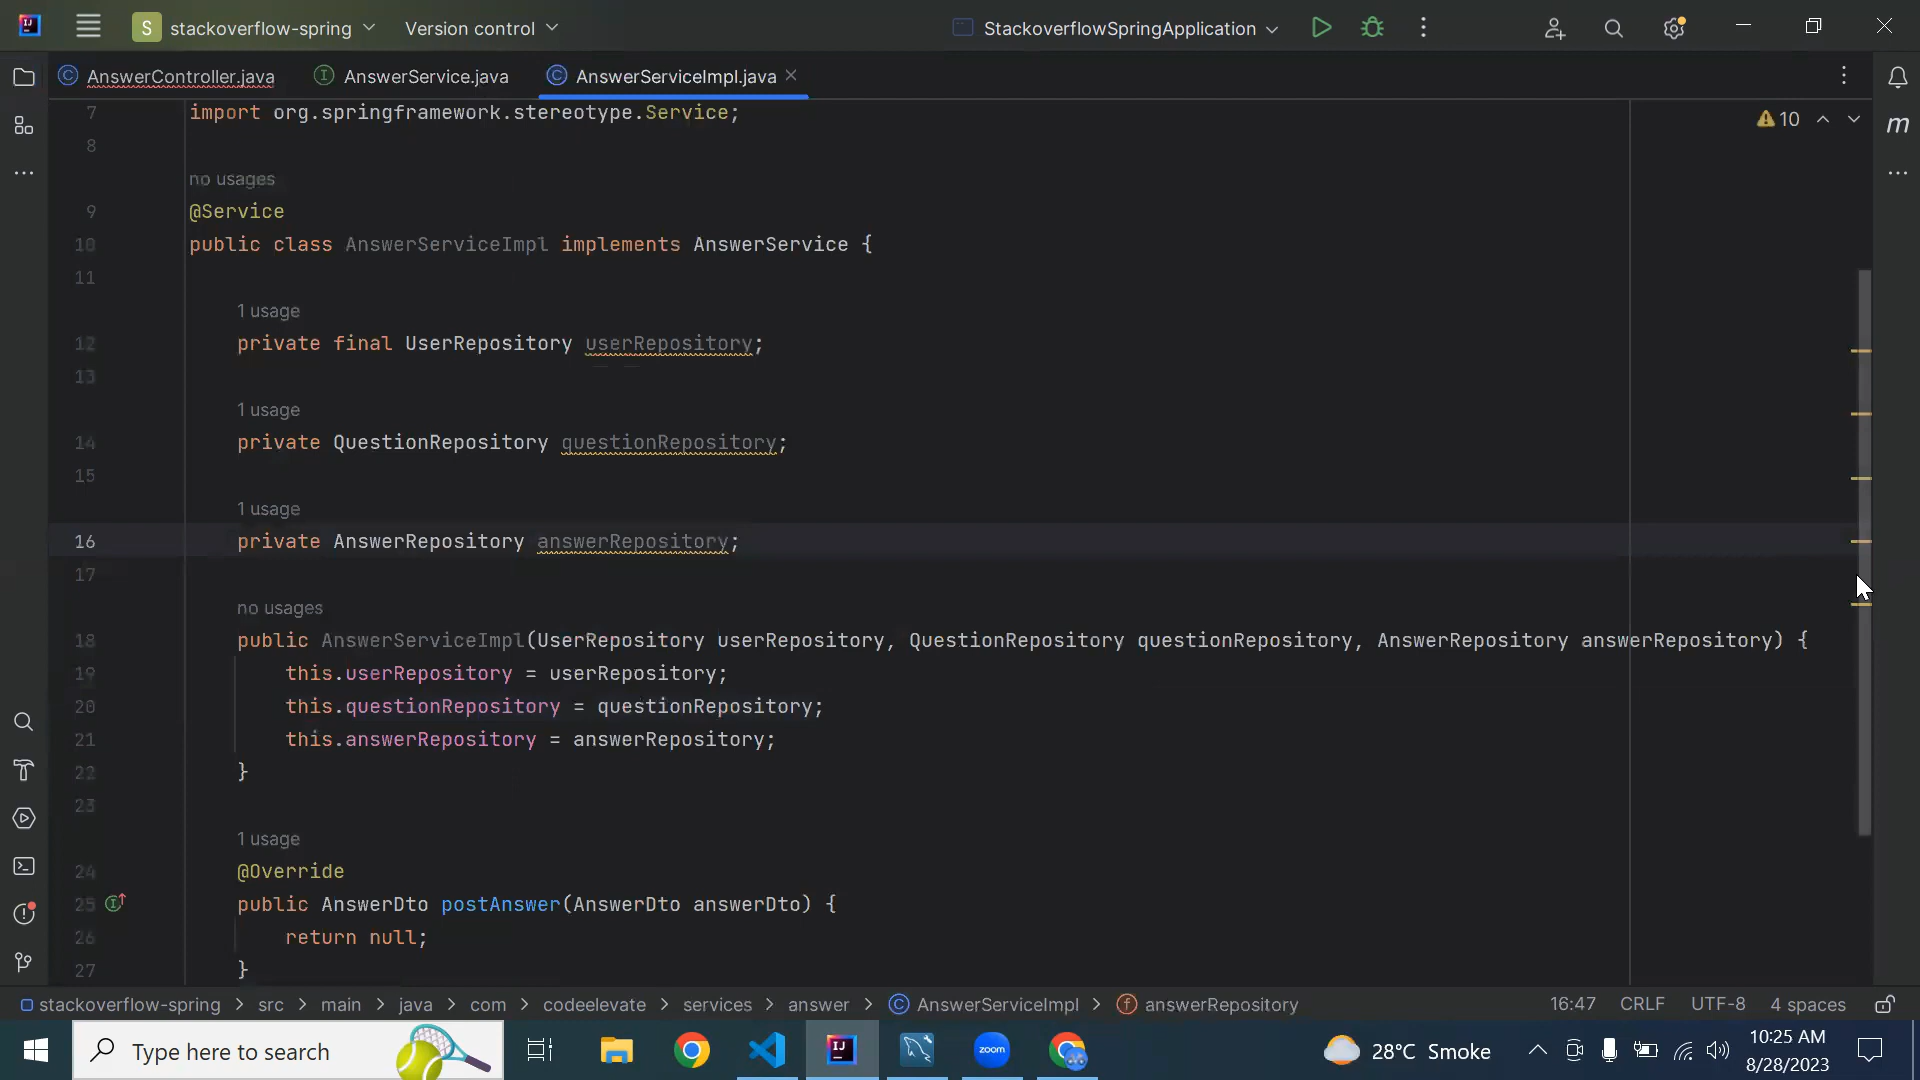 S stackoverflow-spring Version control StackoverflowSpringApplication
AnswerController.java AnswerService.java AnswerServiceImpl.java
7 import org.springframework.stereotype.Service;
10
8
no usages
9 @Service
10 public class AnswerServiceImpl implements AnswerService {
11
1 usage
12 private final UserRepository userRepository;
13
1 usage
14 private QuestionRepository questionRepository;
15
1 usage
16 private AnswerRepository answerRepository;
17
no usages
18 public AnswerServiceImpl(UserRepository userRepository, QuestionRepository questionRepository, AnswerRepository answerRepository) {
19 this.userRepository = userRepository;
20 this.questionRepository = questionRepository;
21 this.answerRepository = answerRepository;
22 }
23
1 usage
24 @Override
25 public AnswerDto postAnswer(AnswerDto answerDto) {
26 return null;
27 }
stackoverflow-spring > src > main > java > com > codeelevate > services > answer > AnswerServiceImpl > answerRepository 16:47 CRLF UTF-8 4 spaces
Type here to search
zoom
28°C Smoke
10:25 AM
8/28/2023